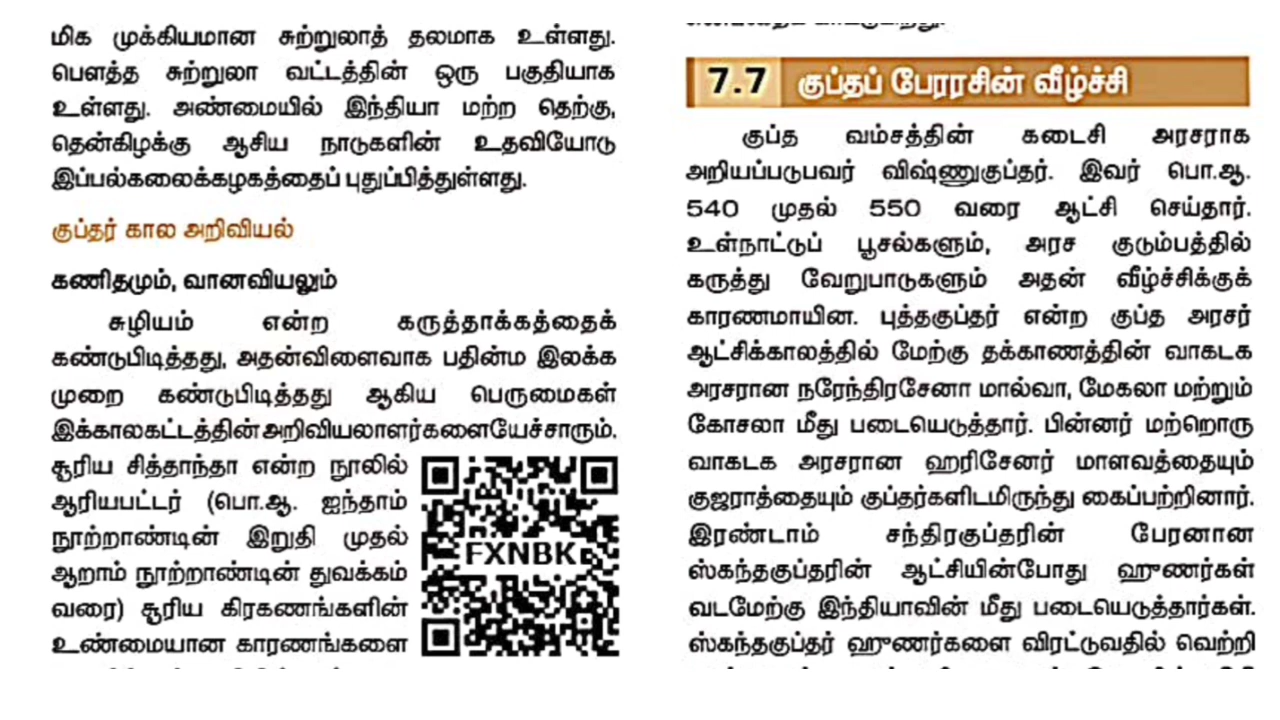 மிக முக்கியமான சுற்றுலாத் தலமாக உள்ளது.
பௌத்த சுற்றுலா வட்டத்தின் ஒரு பகுதியாக
உள்ளது. அண்மையில் இந்தியா மற்ற தெற்கு,
தென்கிழக்கு ஆசிய நாடுகளின் உதவியோடு
இப்பல்கலைக்கழகத்தைப் புதுப்பித்துள்ளது.
குப்தர் கால அறிவியல்
கணிதமும், வானவியலும்
சுழியம் என்ற கருத்தாக்கத்தைக்
கண்டுபிடித்தது, அதன்விளைவாக பதின்ம இலக்க
முறை கண்டுபிடித்தது ஆகிய பெருமைகள்
இக்காலகட்டத்தின் அறிவியலாளர்களையேச்சாரும்.
சூரிய சித்தாந்தா என்ற நூலில்
ஆரியபட்டர் (பொ.ஆ. ஐந்தாம்
நூற்றாண்டின் இறுதி முதல்
ஆறாம் நூற்றாண்டின் துவக்கம்
வரை) சூரிய கிரகணங்களின்
உண்மையான காரணங்களை
FXNBK
7.7 குப்தப் பேரரசின் வீழ்ச்சி
குப்த வம்சத்தின் கடைசி அரசராக
அறியப்படுபவர் விஷ்ணுகுப்தர். இவர் பொ.ஆ.
540 முதல் 550 வரை ஆட்சி செய்தார்.
உள்நாட்டுப் பூசல்களும், அரச குடும்பத்தில்
கருத்து வேறுபாடுகளும் அதன் வீழ்ச்சிக்குக்
காரணமாயின. புத்தகுப்தர் என்ற குப்த அரசர்
ஆட்சிக்காலத்தில் மேற்கு தக்காணத்தின் வாகடக
அரசரான நரேந்திரசேனா மால்வா, மேகலா மற்றும்
கோசலா மீது படையெடுத்தார். பின்னர் மற்றொரு
வாகடக அரசரான ஹரிசேனர் மாளவத்தையும்
குஜராத்தையும் குப்தர்களிடமிருந்து கைப்பற்றினார்.
இரண்டாம் சந்திரகுப்தரின் பேரனான
ஸ்கந்தகுப்தரின் ஆட்சியின்போது ஹுணர்கள்
வடமேற்கு இந்தியாவின் மீது படையெடுத்தார்கள்.
ஸ்கந்தகுப்தர் ஹுணர்களை விரட்டுவதில் வெற்றி